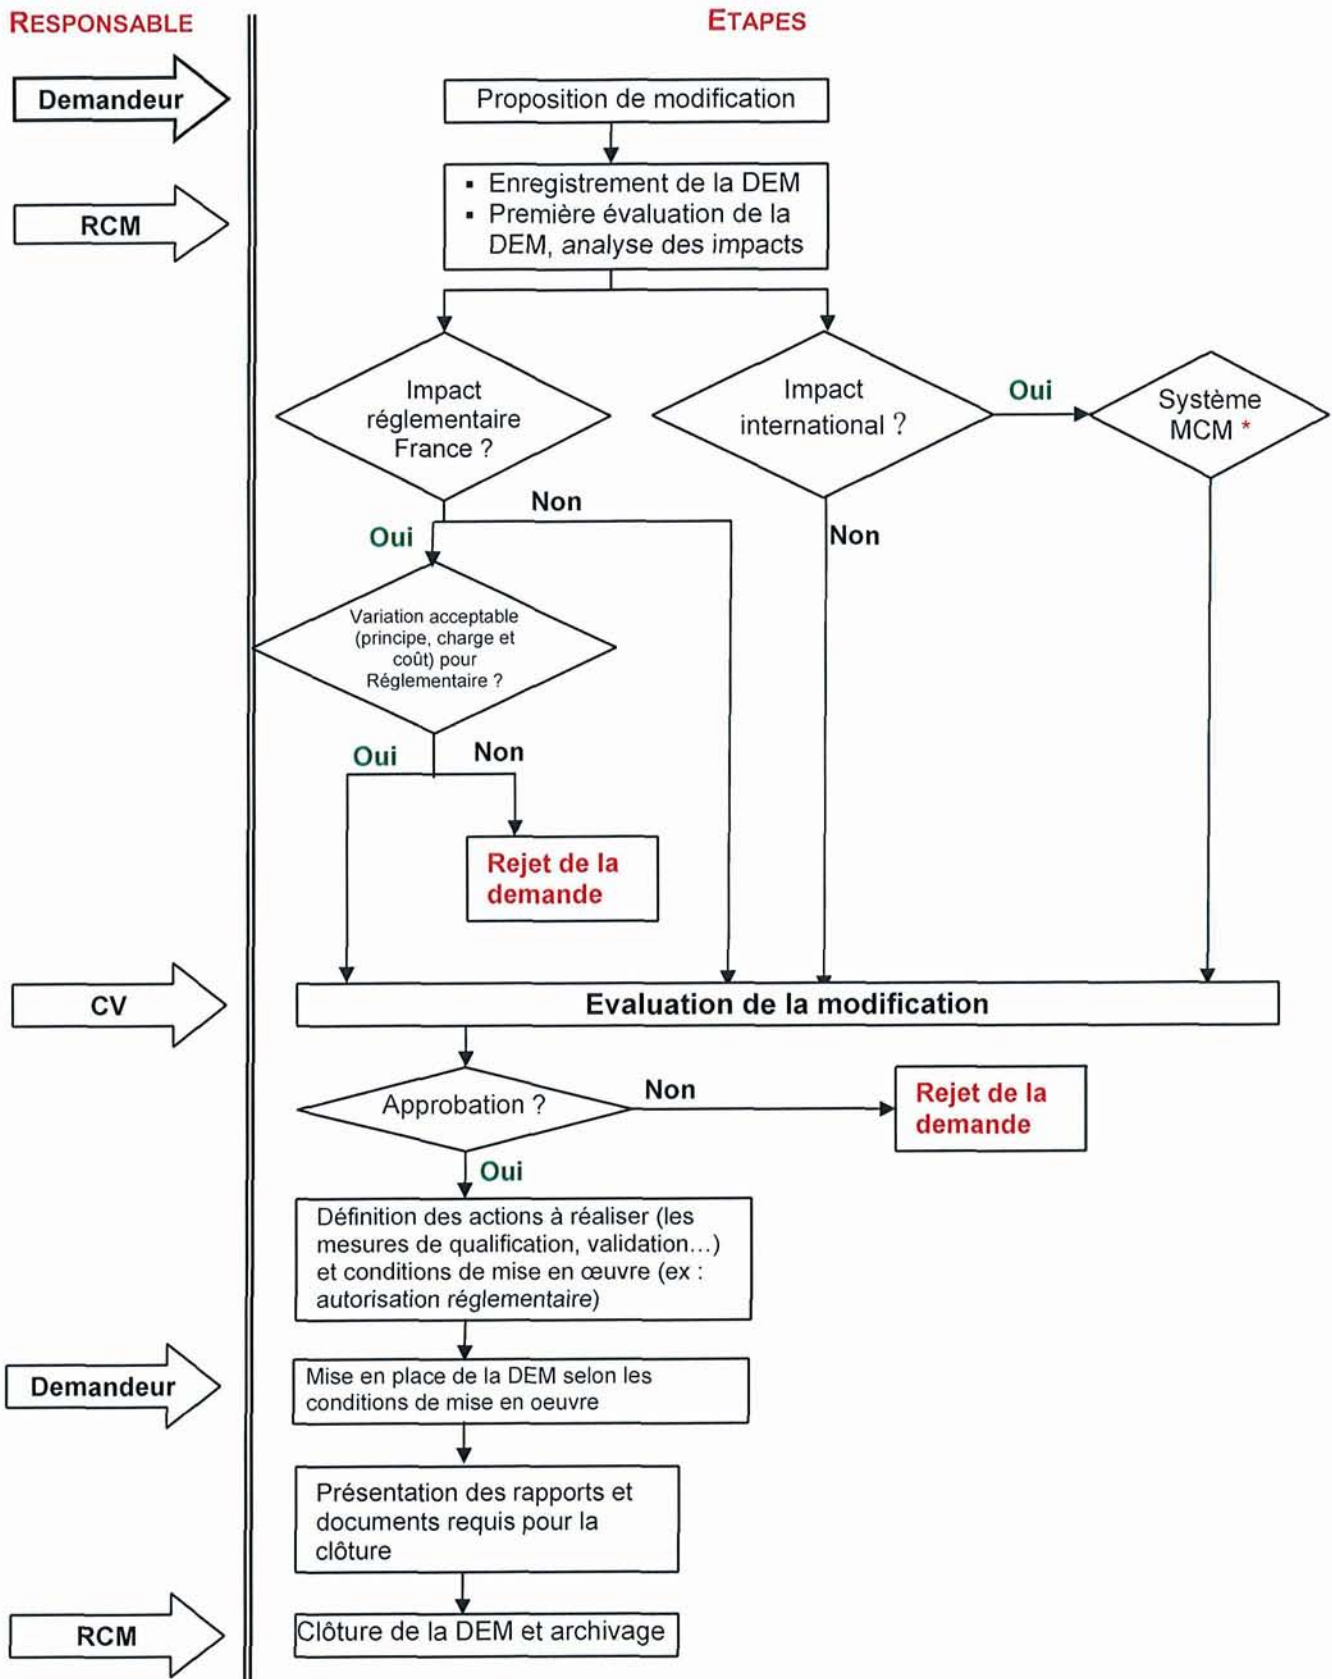 RESPONSABLE
ETAPES
Demandeur
Proposition de modification
RCM
▪ Enregistrement de la DEM
▪ Première évaluation de la
DEM, analyse des impacts
Impact
réglementaire
France ?
Impact
international ?
Oui
Système
MCM *
Non
Oui
Non
Variation acceptable
(principe, charge et
coût) pour
Réglementaire ?
Oui
Non
Rejet de la
demande
CV
Evaluation de la modification
Approbation ?
Non
Rejet de la
demande
Oui
Définition des actions à réaliser (les
mesures de qualification, validation…)
et conditions de mise en œuvre (ex :
autorisation réglementaire)
Demandeur
Mise en place de la DEM selon les
conditions de mise en oeuvre
Présentation des rapports et
documents requis pour la
clôture
RCM
Clôture de la DEM et archivage